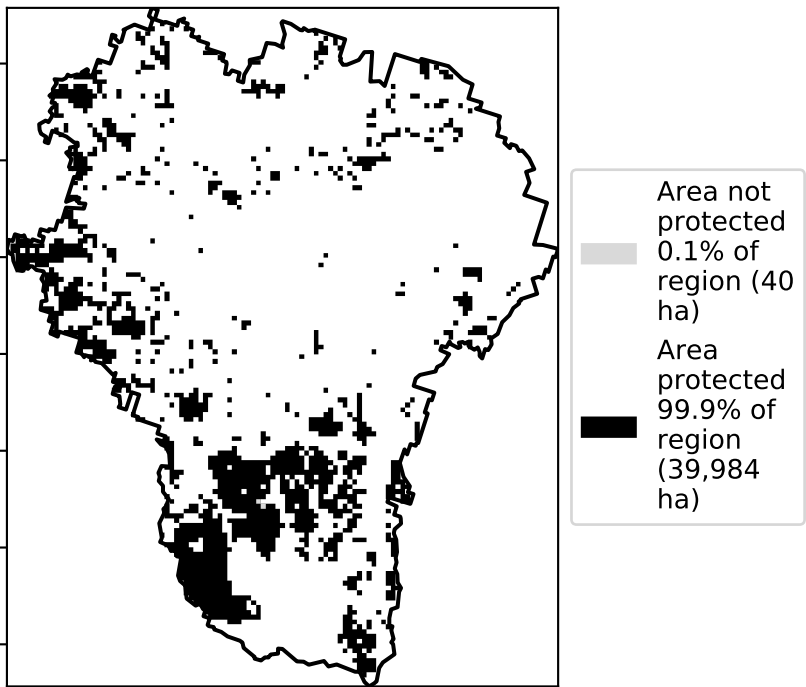 Area not
protected
0.1% of
region (40
ha)
Area
protected
99.9% of
region
(39,984
ha)